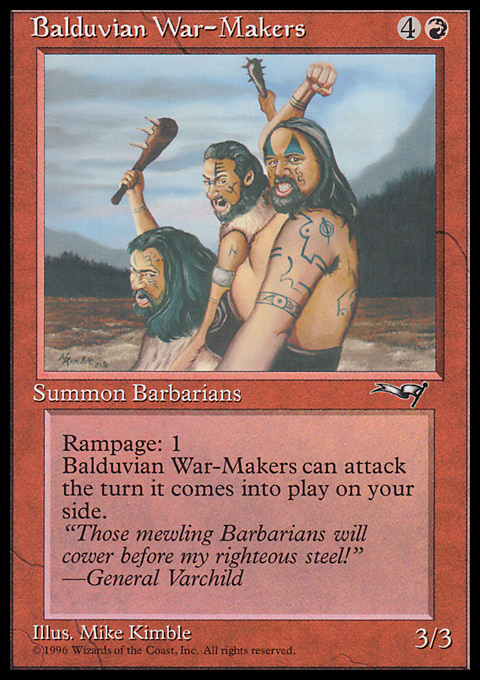 Balduvian War-Makers 4
Summon Barbarians
Rampage: 1
Balduvian War-Makers can attack
the turn it comes into play on your
side.
“Those mewling Barbarians will
cower before my righteous steel!”
—General Varchild
Illus. Mike Kimble
3/3
©1996 Wizards of the Coast, Inc. All rights reserved.